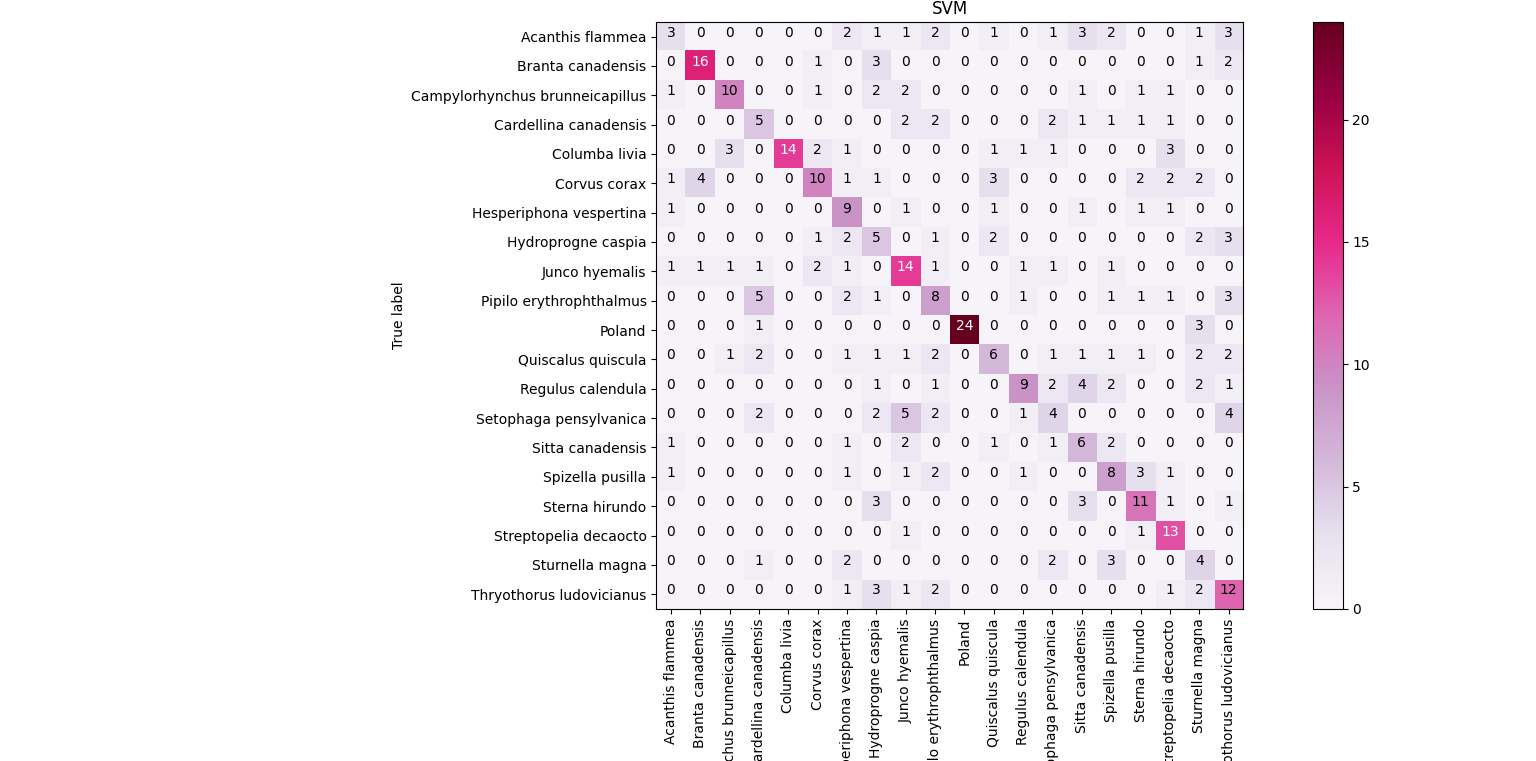 SVM
Acanthis flammea 3 0 0 0 0 0 2 1 1 2 0 1 0 1 3 2 0 0 1 3
Branta canadensis 0 16 0 0 0 1 0 3 0 0 0 0 0 0 0 0 0 0 1 2
Campylorhynchus brunneicapillus 1 0 10 0 0 1 0 2 2 0 0 0 0 0 1 0 1 1 0 0
Cardellina canadensis 0 0 0 5 0 0 0 0 2 2 0 0 0 2 1 1 1 1 0 0
Columba livia 0 0 3 0 14 2 1 0 0 0 0 1 1 1 0 0 0 3 0 0
Corvus corax 1 4 0 0 0 10 1 1 0 0 0 3 0 0 0 0 2 2 2 0
Hesperiphona vespertina 1 0 0 0 0 0 9 0 1 0 0 1 0 0 1 0 1 1 0 0
Hydroprogne caspia 0 0 0 0 0 1 2 5 0 1 0 2 0 0 0 0 0 0 2 3
Junco hyemalis 1 1 1 1 0 2 1 0 14 1 0 0 1 1 0 1 0 0 0 0
Pipilo erythrophthalmus 0 0 0 5 0 0 2 1 0 8 0 0 1 0 0 1 1 1 0 3
Poland 0 0 0 1 0 0 0 0 0 0 24 0 0 0 0 0 0 0 3 0
Quiscalus quiscula 0 0 1 2 0 0 1 1 1 2 0 6 0 1 1 1 1 0 2 2
Regulus calendula 0 0 0 0 0 0 0 1 0 1 0 0 9 2 4 2 0 0 2 1
Setophaga pensylvanica 0 0 0 2 0 0 0 2 5 2 0 0 1 4 0 0 0 0 0 4
Sitta canadensis 1 0 0 0 0 0 1 0 2 0 0 1 0 1 6 2 0 0 0 0
Spizella pusilla 1 0 0 0 0 0 1 0 1 2 0 0 1 0 0 8 3 1 0 0
Sterna hirundo 0 0 0 0 0 0 0 3 0 0 0 0 0 0 3 0 11 1 0 1
Streptopelia decaocto 0 0 0 0 0 0 0 0 1 0 0 0 0 0 0 0 1 13 0 0
Sturnella magna 0 0 0 1 0 0 2 0 0 0 0 0 0 2 0 3 0 0 4 0
Thryothorus ludovicianus 0 0 0 0 0 0 1 3 1 2 0 0 0 0 0 0 0 1 2 12
True label
Acanthis flammea
Branta canadensis
chus brunneicapillus
ardellina canadensis
Columba livia
Corvus corax
periphona vespertina
Hydroprogne caspia
Junco hyemalis
lo erythrophthalmus
Poland
Quiscalus quiscula
Regulus calendula
ophaga pensylvanica
Sitta canadensis
Spizella pusilla
Sterna hirundo
treptopelia decaocto
Sturnella magna
othorus ludovicianus
20
15
10
5
0